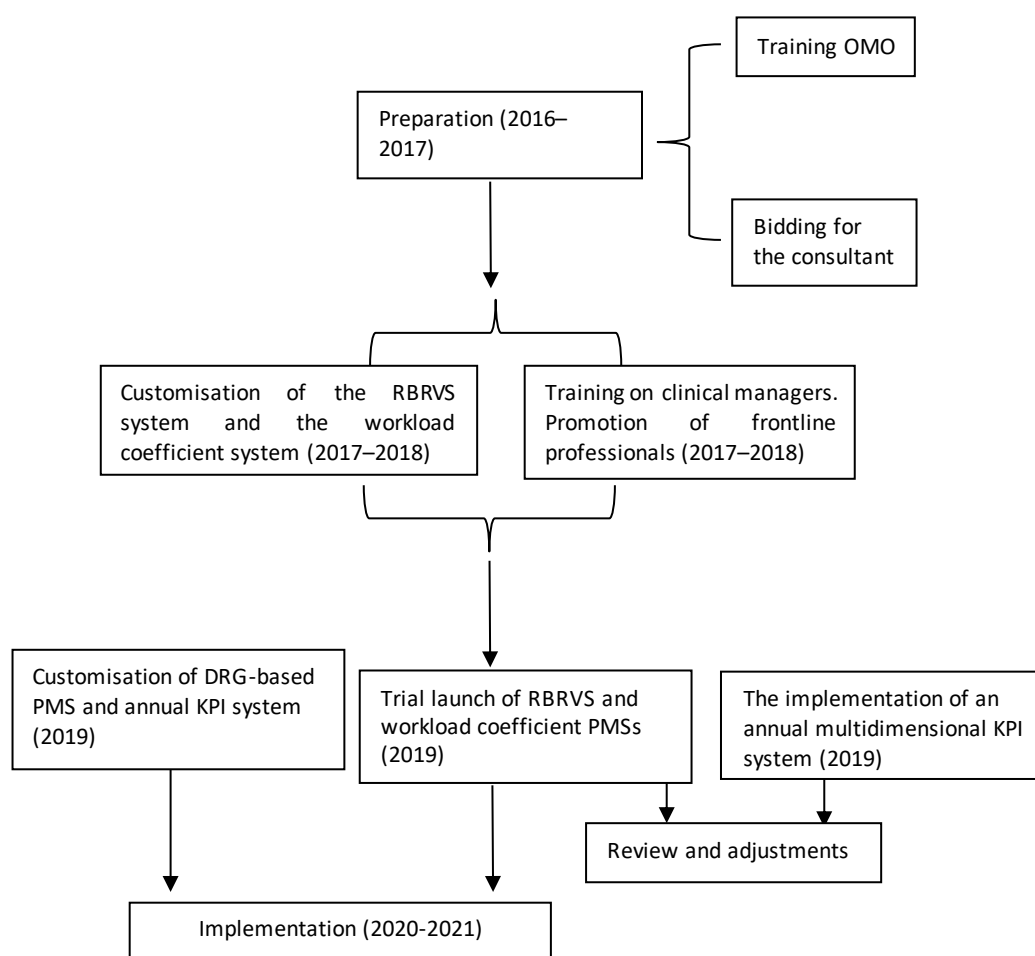 Training OMO
Preparation (2016–
2017)
Bidding for
the consultant
Customisation of the RBRVS
system and the workload
coefficient system (2017–2018)
Training on clinical managers.
Promotion of frontline
professionals (2017–2018)
Customisation of DRG-based
PMS and annual KPI system
(2019)
Trial launch of RBRVS and
workload coefficient PMSs
(2019)
The implementation of an
annual multidimensional KPI
system (2019)
Review and adjustments
Implementation (2020-2021)